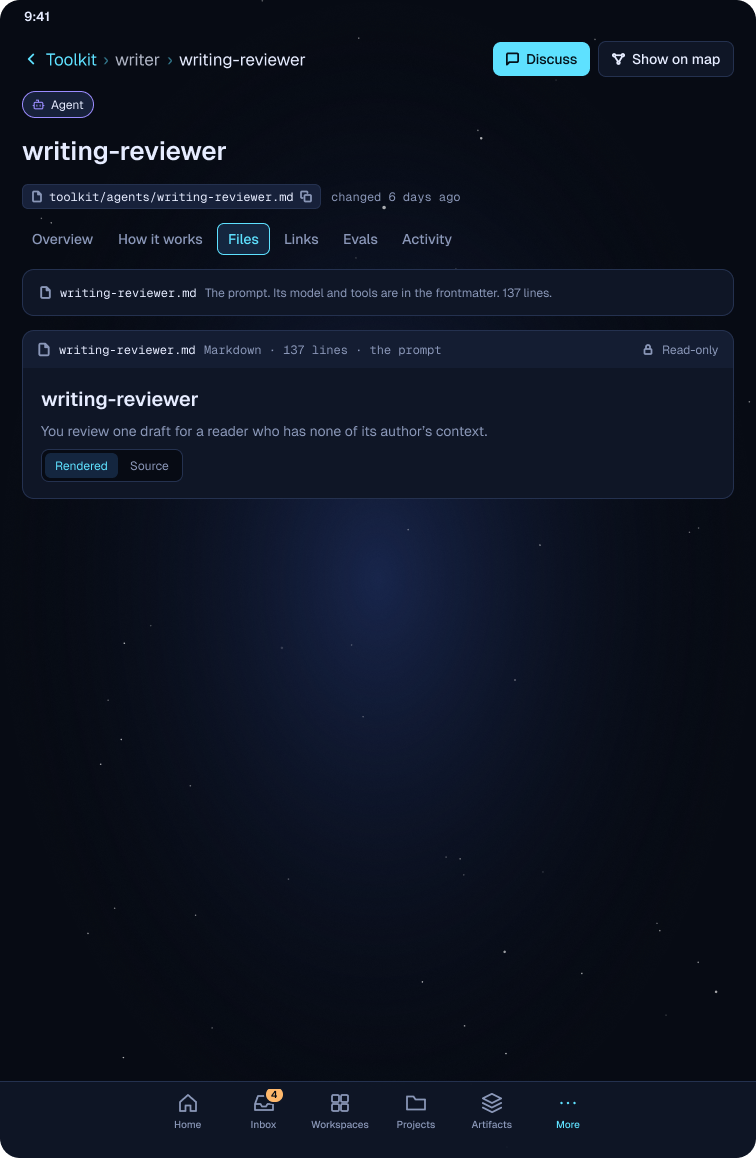 9:41
Toolkit › writer › writing-reviewer
Discuss
Show on map
Agent
writing-reviewer
toolkit/agents/writing-reviewer.md changed 6 days ago
Overview How it works Files Links Evals Activity
writing-reviewer.md The prompt. Its model and tools are in the frontmatter. 137 lines.
writing-reviewer.md Markdown · 137 lines · the prompt Read-only
writing-reviewer
You review one draft for a reader who has none of its author’s context.
Rendered Source
4
Home Inbox Workspaces Projects Artifacts More